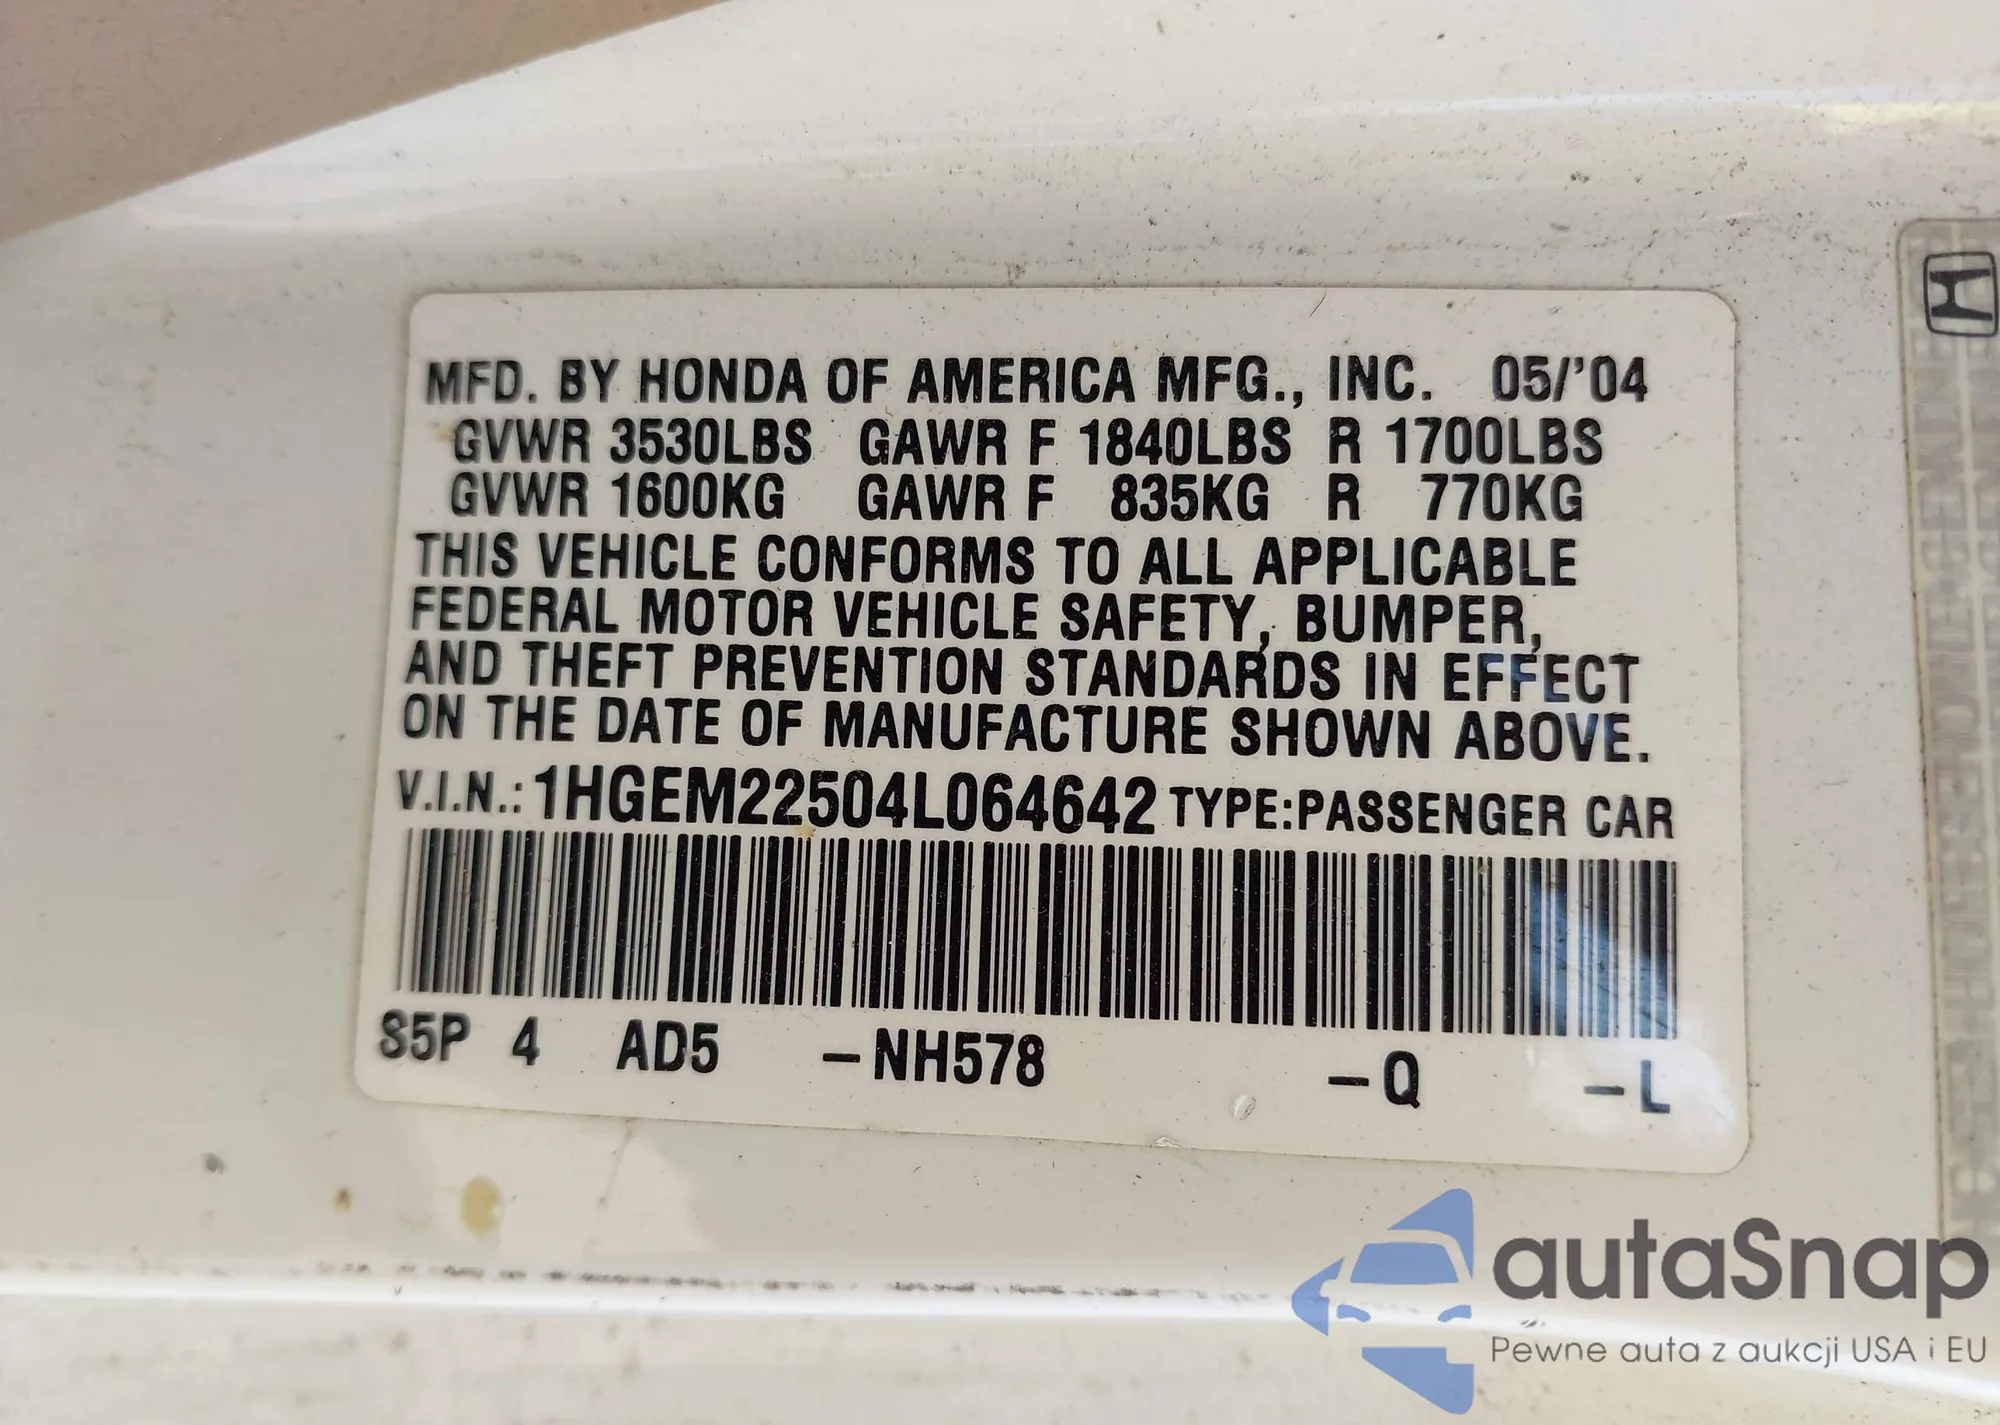 MFD. BY HONDA OF AMERICA MFG., INC. 05/'04
GVWR 3530LBS GAWR F 1840LBS R 1700LBS
GVWR 1600KG GAWR F 835KG R 770KG
THIS VEHICLE CONFORMS TO ALL APPLICABLE
FEDERAL MOTOR VEHICLE SAFETY, BUMPER,
AND THEFT PREVENTION STANDARDS IN EFFECT
ON THE DATE OF MANUFACTURE SHOWN ABOVE.
V.I.N.: 1HGEM22504L064642 TYPE:PASSENGER CAR
S5P 4 AD5 -NH578 -Q -L
autaSnap
Pewne auta z aukcji USA i EU